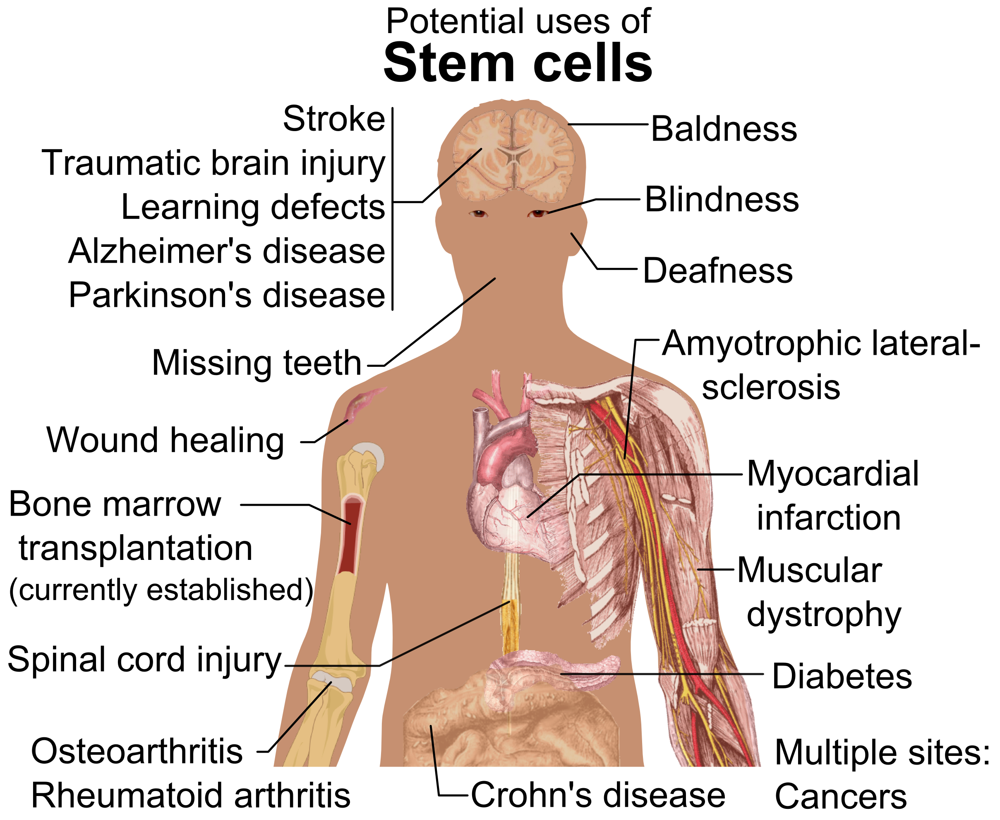 Potential uses of
Stem cells
Stroke
Traumatic brain injury
Learning defects
Alzheimer's disease
Parkinson's disease
Missing teeth
Wound healing
Bone marrow
transplantation
(currently established)
Spinal cord injury
Osteoarthritis
Rheumatoid arthritis
Baldness
Blindness
Deafness
Amyotrophic lateral-
sclerosis
Myocardial
infarction
Muscular
dystrophy
Diabetes
Crohn's disease
Multiple sites:
Cancers